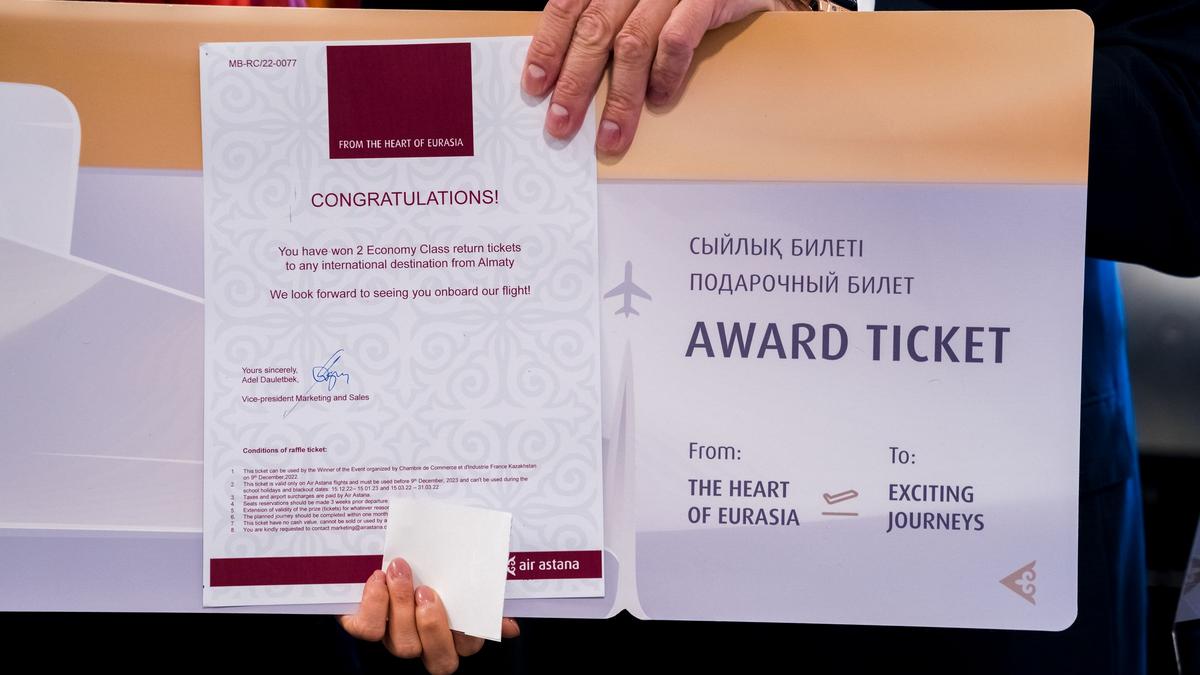 MB-RC/22-0077
FROM THE HEART OF EURASIA
CONGRATULATIONS!
You have won 2 Economy Class return tickets
to any international destination from Almaty
We look forward to seeing you onboard our flight!
Yours sincerely,
Adel Dauletbek,
Vice-president Marketing and Sales
Conditions of raffle ticket:
1. This ticket can be used by the Winner of the Event organized by Chambre de Commerce et d'Industrie France Kazakhstan
on 9th December,2022
2. This ticket is valid only on Air Astana flights and must be used before 9th December, 2023 and can't be used during the
school holidays and blackout dates: 15.12.22– 15.01.23 and 15.03.22 – 31.03.22
3. Taxes and airport surcharges are paid by Air Astana.
4. Seats reservations should be made 3 weeks prior departure
5. Extension of validity of the prize (tickets) for whatever
6. The planned journey should be completed within one month
7. This ticket have no cash value, cannot be sold or used by
8. You are kindly requested to contact
air astana
СЫЙЛЫҚ БИЛЕТІ
ПОДАРОЧНЫЙ БИЛЕТ
AWARD TICKET
From:
THE HEART
OF EURASIA
To:
EXCITING
JOURNEYS